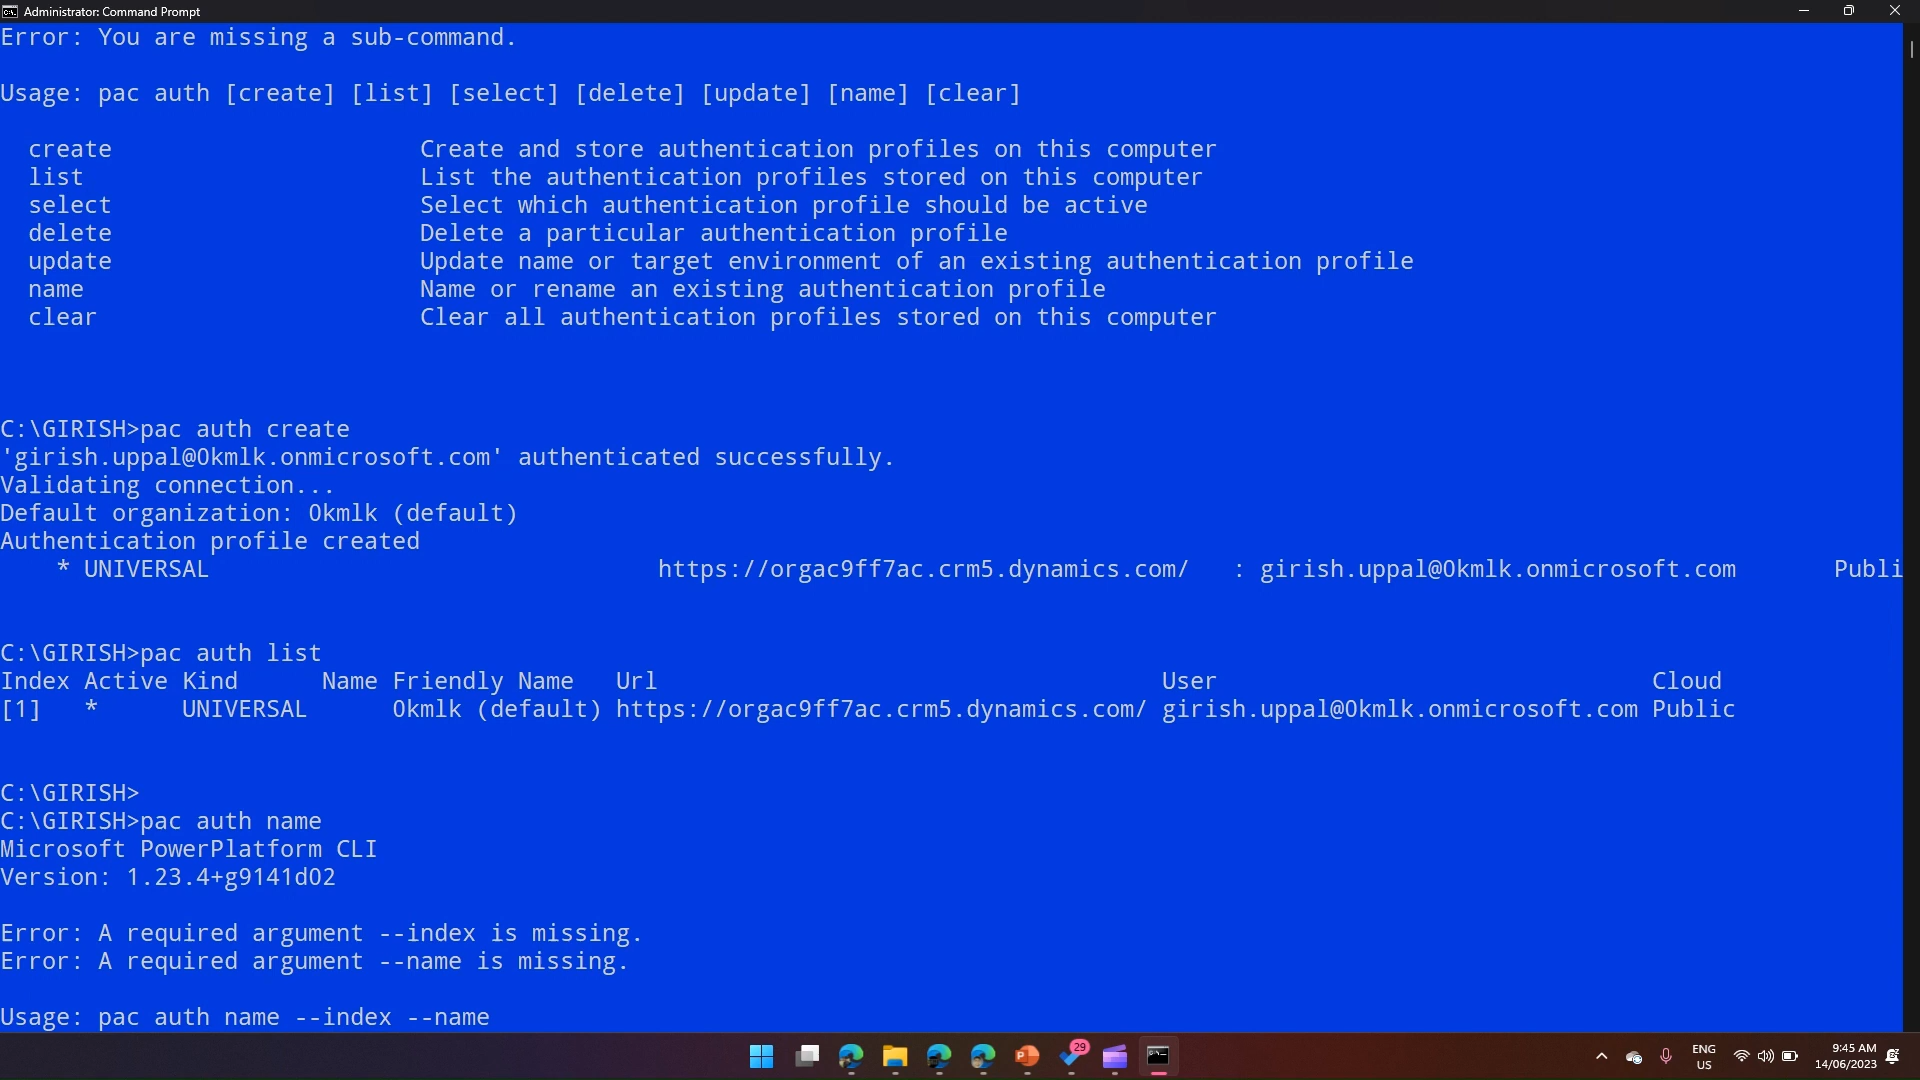 Administrator: Command Prompt
Error: You are missing a sub-command.
Usage: pac auth [create] [list] [select] [delete] [update] [name] [clear]
create Create and store authentication profiles on this computer
list List the authentication profiles stored on this computer
select Select which authentication profile should be active
delete Delete a particular authentication profile
update Update name or target environment of an existing authentication profile
name Name or rename an existing authentication profile
clear Clear all authentication profiles stored on this computer
C:\GIRISH>pac auth create
'girish.uppal@0kmlk.onmicrosoft.com' authenticated successfully.
Validating connection...
Default organization: 0kmlk (default)
Authentication profile created
* UNIVERSAL https://orgac9ff7ac.crm5.dynamics.com/ : girish.uppal@0kmlk.onmicrosoft.com Publi
C:\GIRISH>pac auth list
Index Active Kind Name Friendly Name Url User Cloud
[1] * UNIVERSAL 0kmlk (default) https://orgac9ff7ac.crm5.dynamics.com/ girish.uppal@0kmlk.onmicrosoft.com Public
C:\GIRISH>
C:\GIRISH>pac auth name
Microsoft PowerPlatform CLI
Version: 1.23.4+g9141d02
Error: A required argument --index is missing.
Error: A required argument --name is missing.
Usage: pac auth name --index --name
29
ENG
US
9:45 AM
14/06/2023